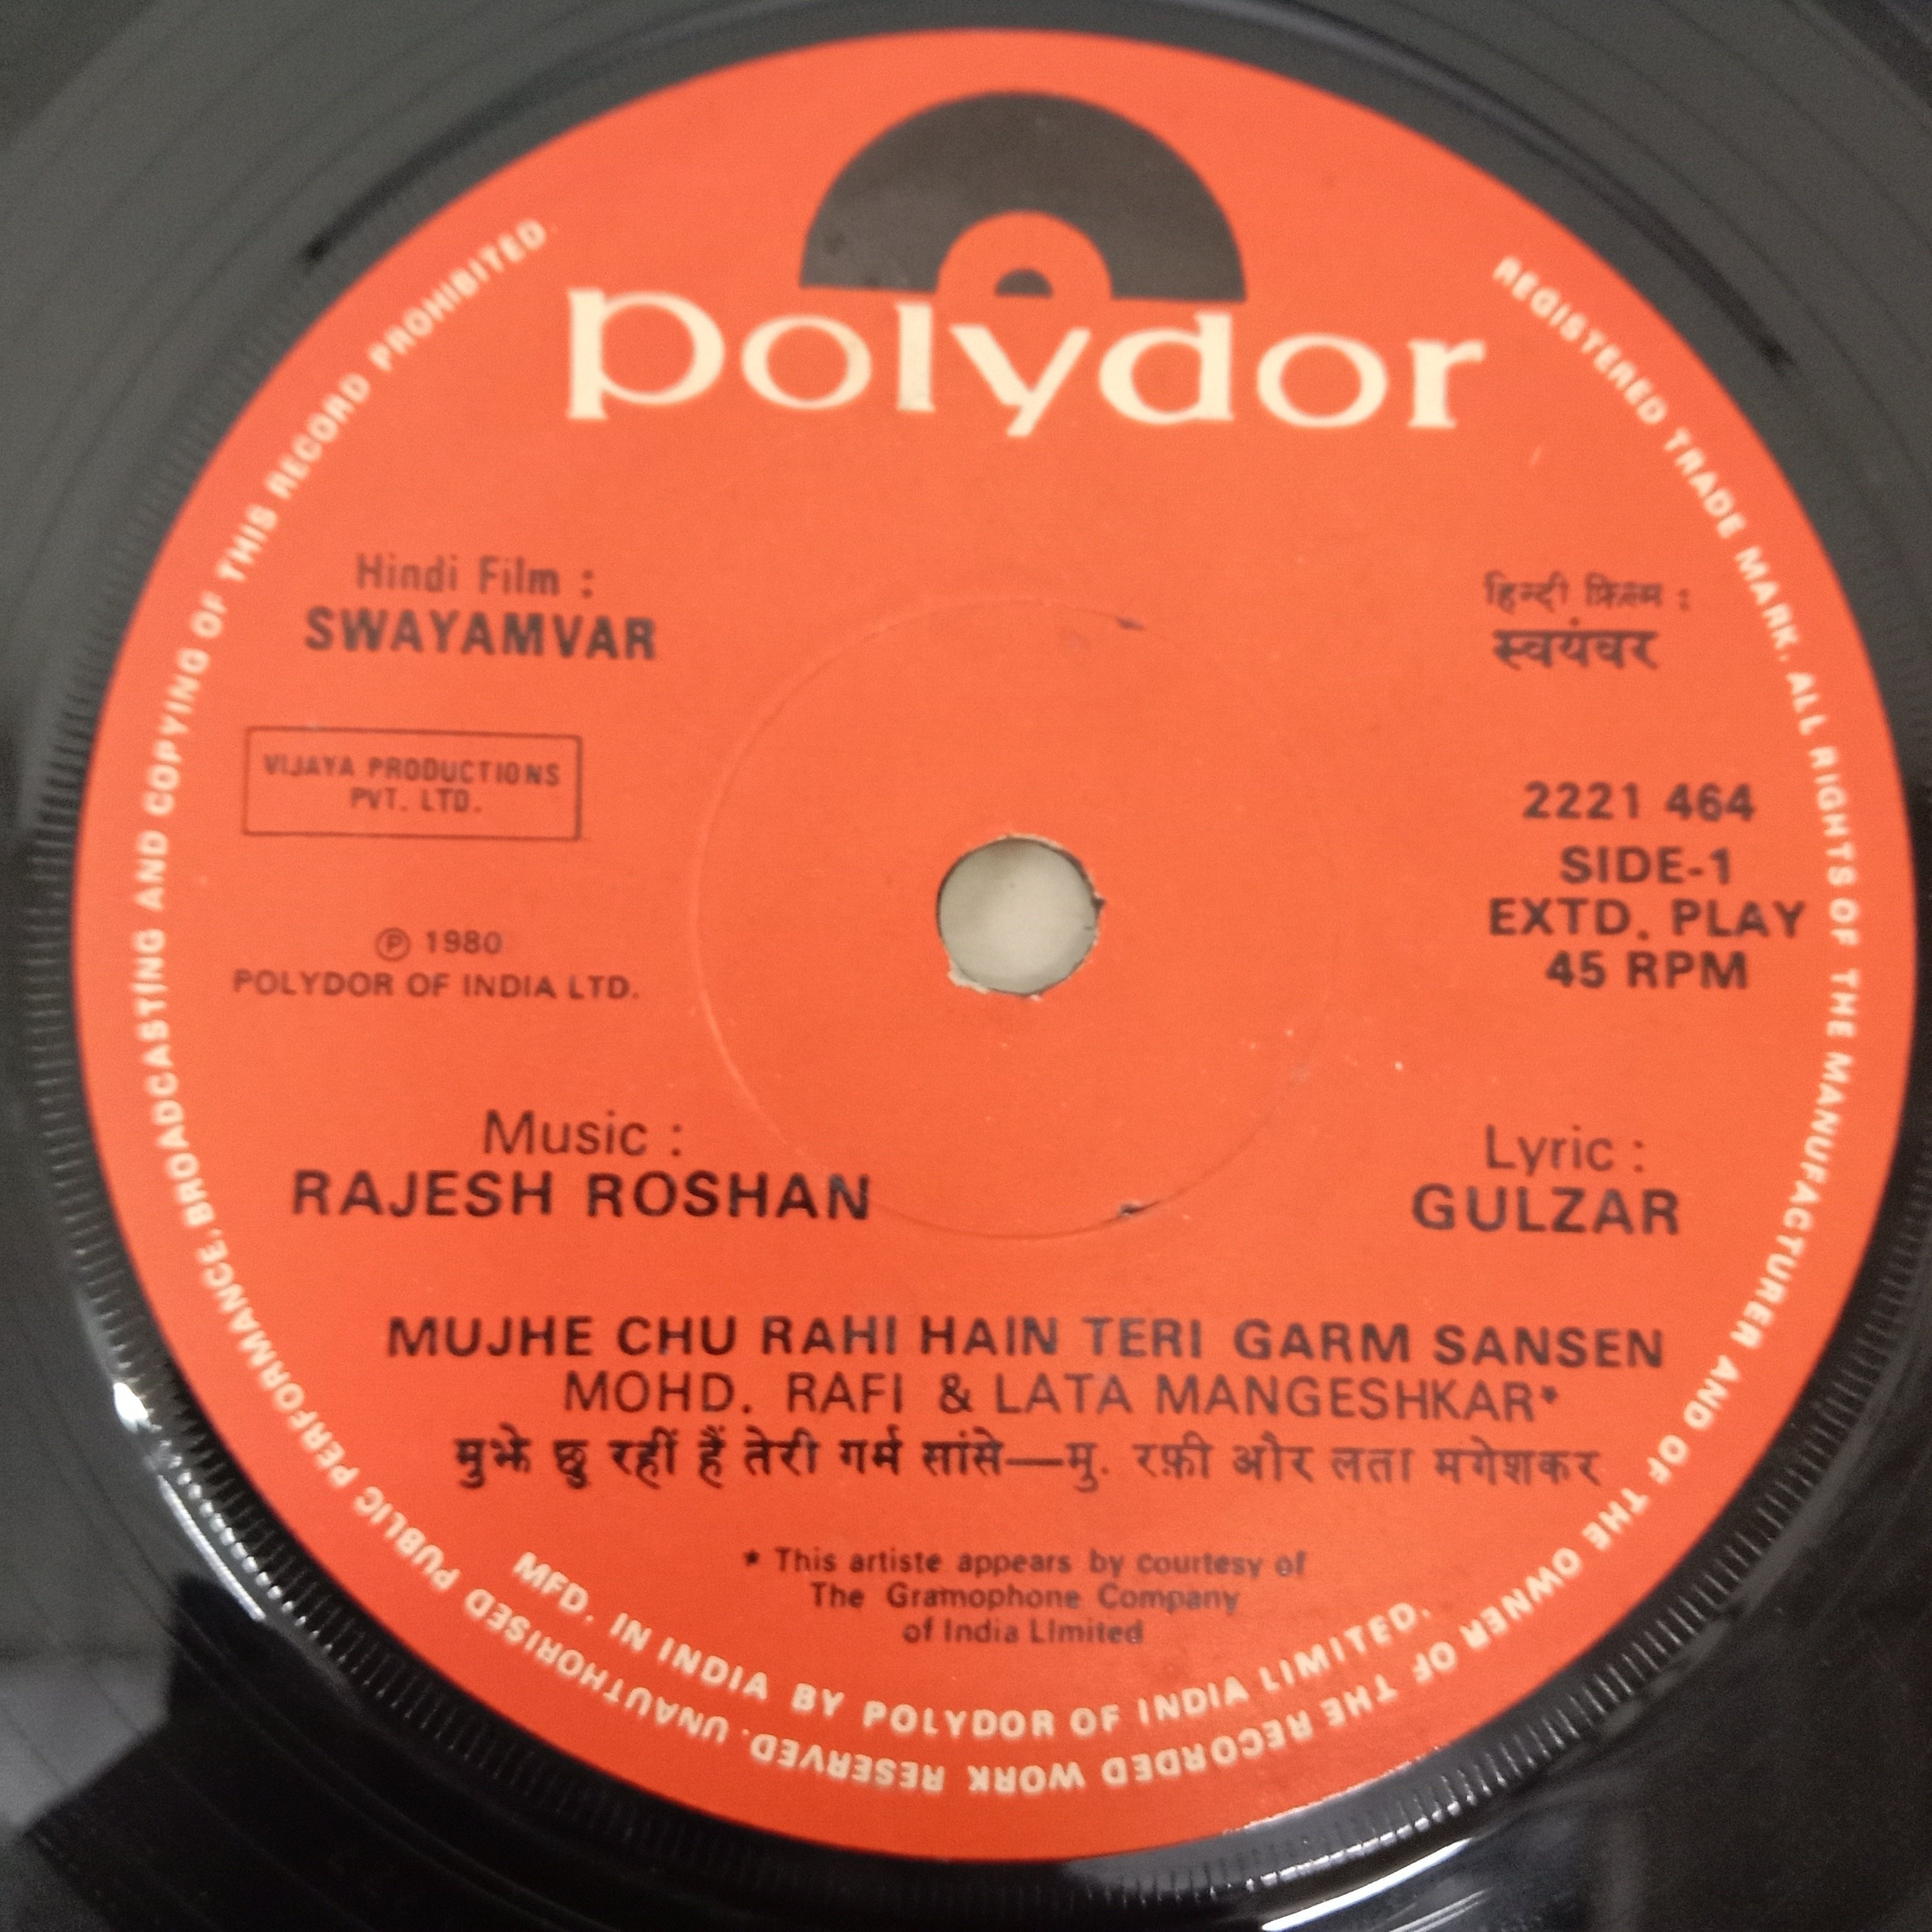 polydor
Hindi Film :
SWAYAMVAR
हिन्दी फ़िल्म :
स्वयंवर
VIJAYA PRODUCTIONS
PVT. LTD.
2221 464
SIDE-1
EXTD. PLAY
45 RPM
℗ 1980
POLYDOR OF INDIA LTD.
Music :
RAJESH ROSHAN
Lyric :
GULZAR
MUJHE CHU RAHI HAIN TERI GARM SANSEN
MOHD. RAFI & LATA MANGESHKAR*
मुझे छु रहीं हैं तेरी गर्म सांसे—मु. रफ़ी और लता मगेशकर
* This artiste appears by courtesy of
The Gramophone Company
of India LImited
MFD. IN INDIA BY POLYDOR OF INDIA LIMITED.
REGISTERED TRADE MARK. ALL RIGHTS OF THE MANUFACTURER AND OF THE OWNER OF THE RECORDED WORK RESERVED. UNAUTHORISED PUBLIC PERFORMANCE, BROADCASTING AND COPYING OF THIS RECORD PROHIBITED.